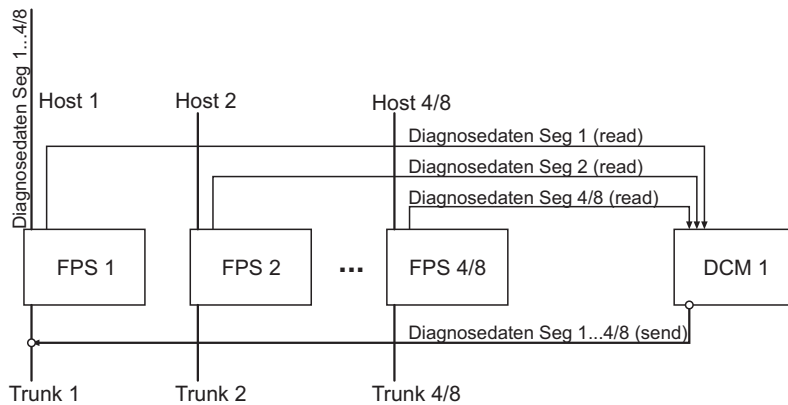 Diagnosedaten Seg 1...4/8
Host 1
Host 2
Host 4/8
Diagnosedaten Seg 1 (read)
Diagnosedaten Seg 2 (read)
Diagnosedaten Seg 4/8 (read)
FPS 1
FPS 2
...
FPS 4/8
DCM 1
Diagnosedaten Seg 1...4/8 (send)
Trunk 1
Trunk 2
Trunk 4/8